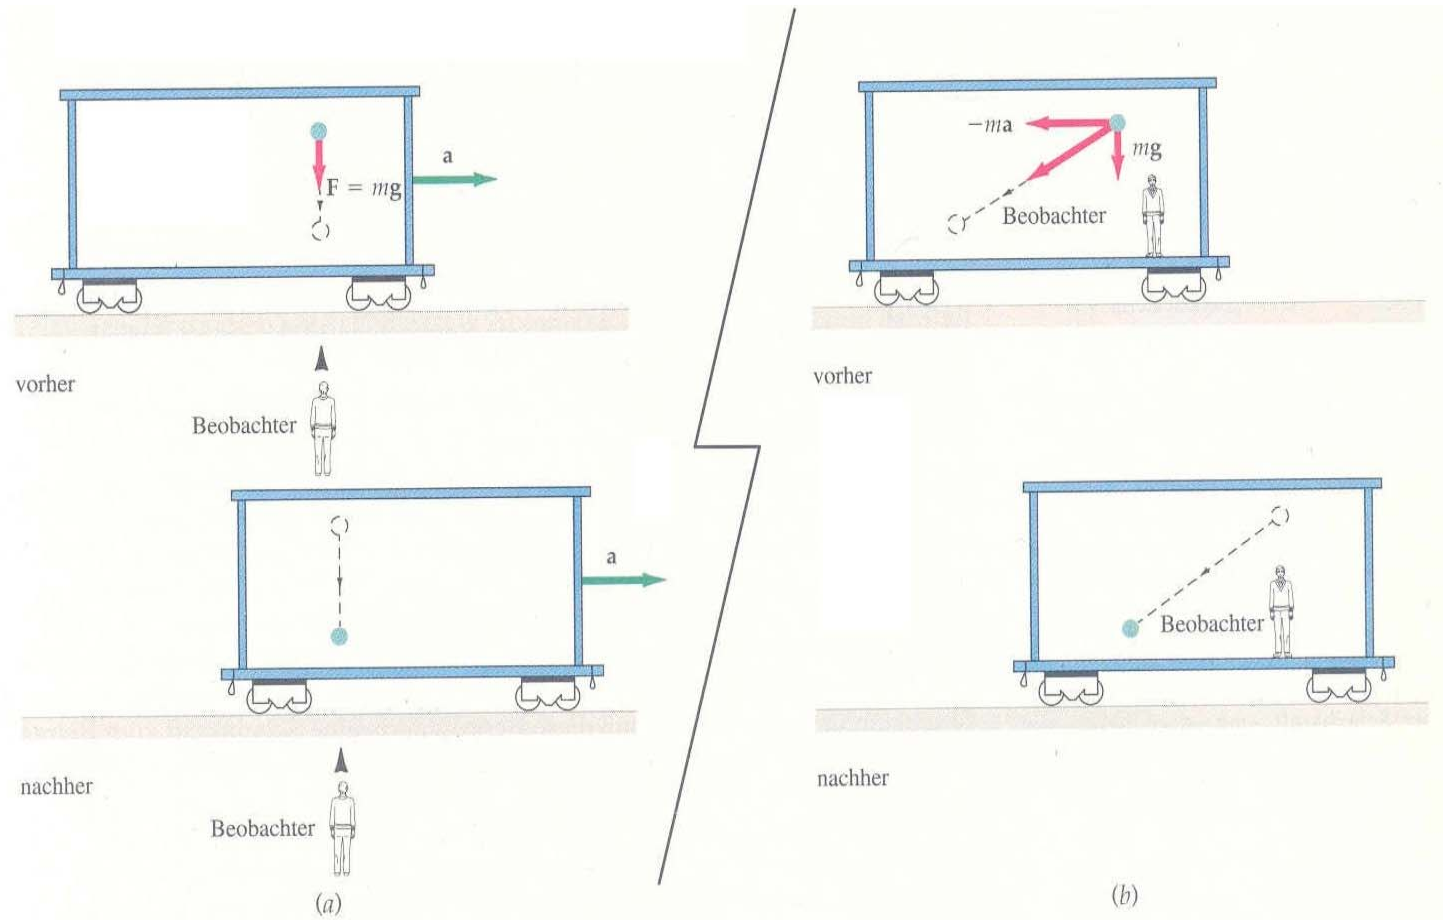 a
F = mg
vorher
Beobachter
a
nachher
Beobachter
(a)
−ma
mg
Beobachter
vorher
Beobachter
nachher
(b)